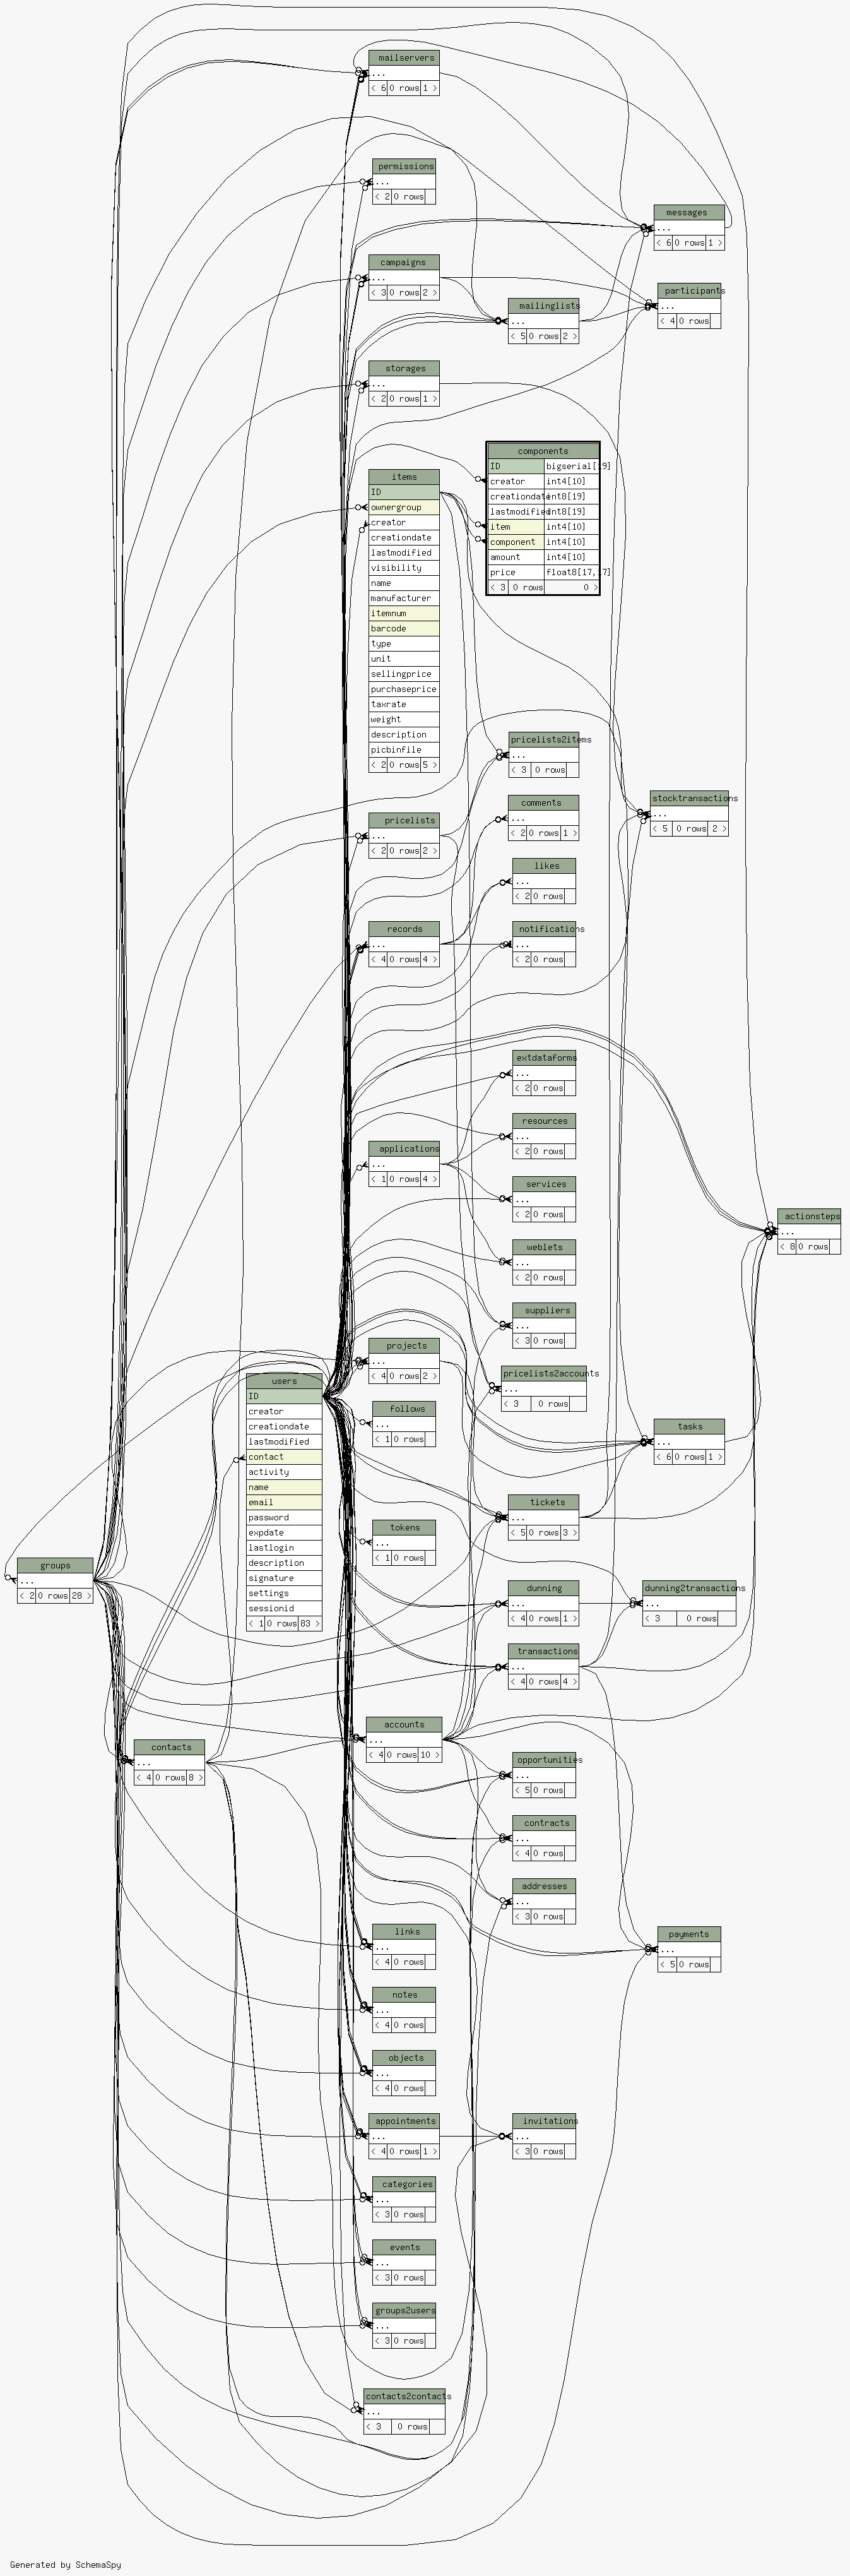 mailservers
...
< 6 0 rows 1 >
permissions
...
< 2 0 rows
messages
...
< 6 0 rows 1 >
campaigns
...
< 3 0 rows 2 >
participants
...
< 4 0 rows
mailinglists
...
< 5 0 rows 2 >
storages
...
< 2 0 rows 1 >
components
ID bigserial[19]
creator int4[10]
creationdate int8[19]
lastmodified int8[19]
item int4[10]
component int4[10]
amount int4[10]
price float8[17,17]
< 3 0 rows 0 >
items
ID
ownergroup
creator
creationdate
lastmodified
visibility
name
manufacturer
itemnum
barcode
type
unit
sellingprice
purchaseprice
taxrate
weight
description
picbinfile
< 2 0 rows 5 >
pricelists2items
...
< 3 0 rows
stocktransactions
...
< 5 0 rows 2 >
comments
...
< 2 0 rows 1 >
pricelists
...
< 2 0 rows 2 >
likes
...
< 2 0 rows
records
...
< 4 0 rows 4 >
notifications
...
< 2 0 rows
extdataforms
...
< 2 0 rows
resources
...
< 2 0 rows
applications
...
< 1 0 rows 4 >
services
...
< 2 0 rows
actionsteps
...
< 8 0 rows
weblets
...
< 2 0 rows
suppliers
...
< 3 0 rows
projects
...
< 4 0 rows 2 >
pricelists2accounts
...
< 3 0 rows
users
ID
creator
creationdate
lastmodified
contact
activity
name
email
password
expdate
lastlogin
description
signature
settings
sessionid
< 1 0 rows 83 >
follows
...
< 1 0 rows
tasks
...
< 6 0 rows 1 >
tickets
...
< 5 0 rows 3 >
tokens
...
< 1 0 rows
groups
...
< 2 0 rows 28 >
dunning
...
< 4 0 rows 1 >
dunning2transactions
...
< 3 0 rows
transactions
...
< 4 0 rows 4 >
accounts
...
< 4 0 rows 10 >
contacts
...
< 4 0 rows 8 >
opportunities
...
< 5 0 rows
contracts
...
< 4 0 rows
addresses
...
< 3 0 rows
links
...
< 4 0 rows
payments
...
< 5 0 rows
notes
...
< 4 0 rows
objects
...
< 4 0 rows
appointments
...
< 4 0 rows 1 >
invitations
...
< 3 0 rows
categories
...
< 3 0 rows
events
...
< 3 0 rows
groups2users
...
< 3 0 rows
contacts2contacts
...
< 3 0 rows
Generated by SchemaSpy